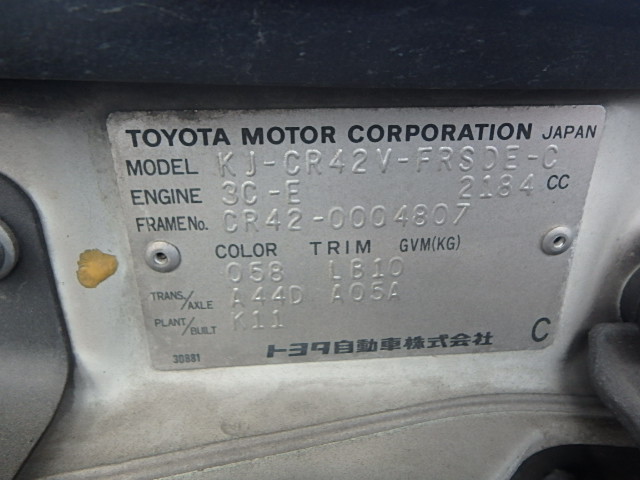 TOYOTA MOTOR CORPORATION JAPAN
MODEL KJ-CR42V-FRSDE-C
ENGINE 3C-E 2184 CC
FRAME No. CR42-0004807
COLOR TRIM GVM(KG)
058 LB10
TRANS./AXLE A44D A05A
PLANT/BUILT K11
30881 トヨタ自動車株式会社 C